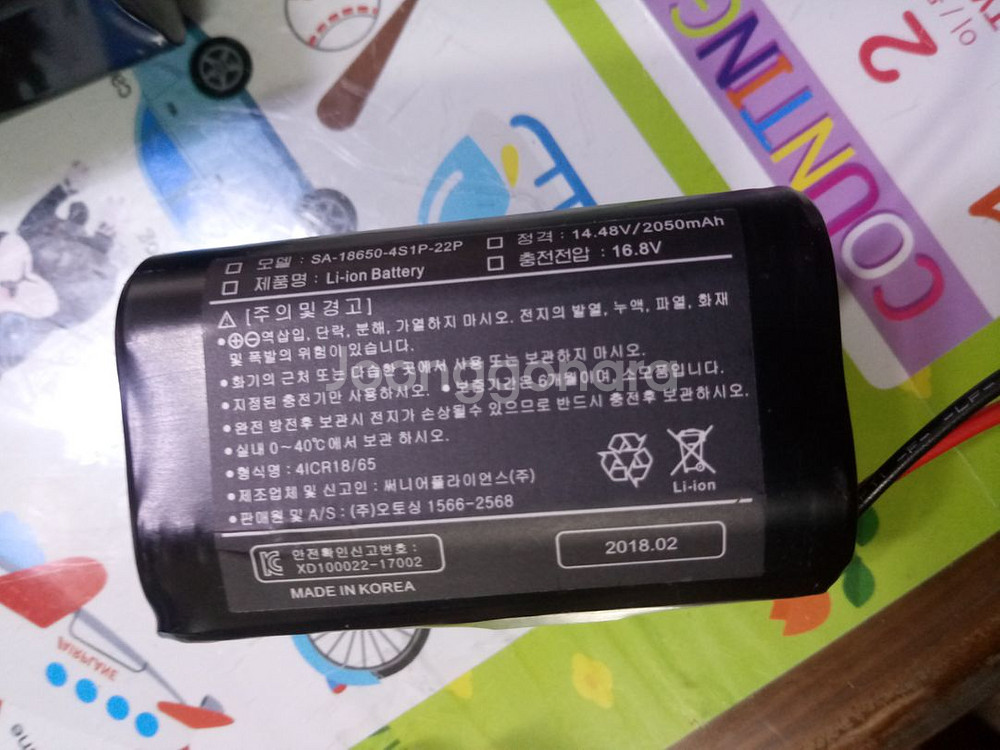 □ 모델 : SA-18650-4S1P-22P
□ 정격 : 14.48V/2050mAh
□ 제품명 : Li-ion Battery
□ 충전전압 : 16.8V
⚠ [주의 및 경고]
•⊕⊖역삽입, 단락, 분해, 가열하지 마시오. 전지의 발열, 누액, 파열, 화재
및 폭발의 위험이 있습니다.
•화기의 근처 또는 다습한 곳에서 사용 또는 보관하지 마시오.
•지정된 충전기만 사용하시오. 보증기간은 6개월이며 소모품입니다.
•완전 방전후 보관시 전지가 손상될수 있으므로 반드시 충전후 보관하시오.
•실내 0~40℃에서 보관 하시오.
•형식명 : 4ICR18/65
•제조업체 및 신고인 : 써니어플라이언스(주)
•판매원 및 A/S : (주)오토싱 1566-2568
Li-ion
안전확인신고번호 :
XD100022-17002
2018.02
MADE IN KOREA
Joonggonara
COUNTING
2